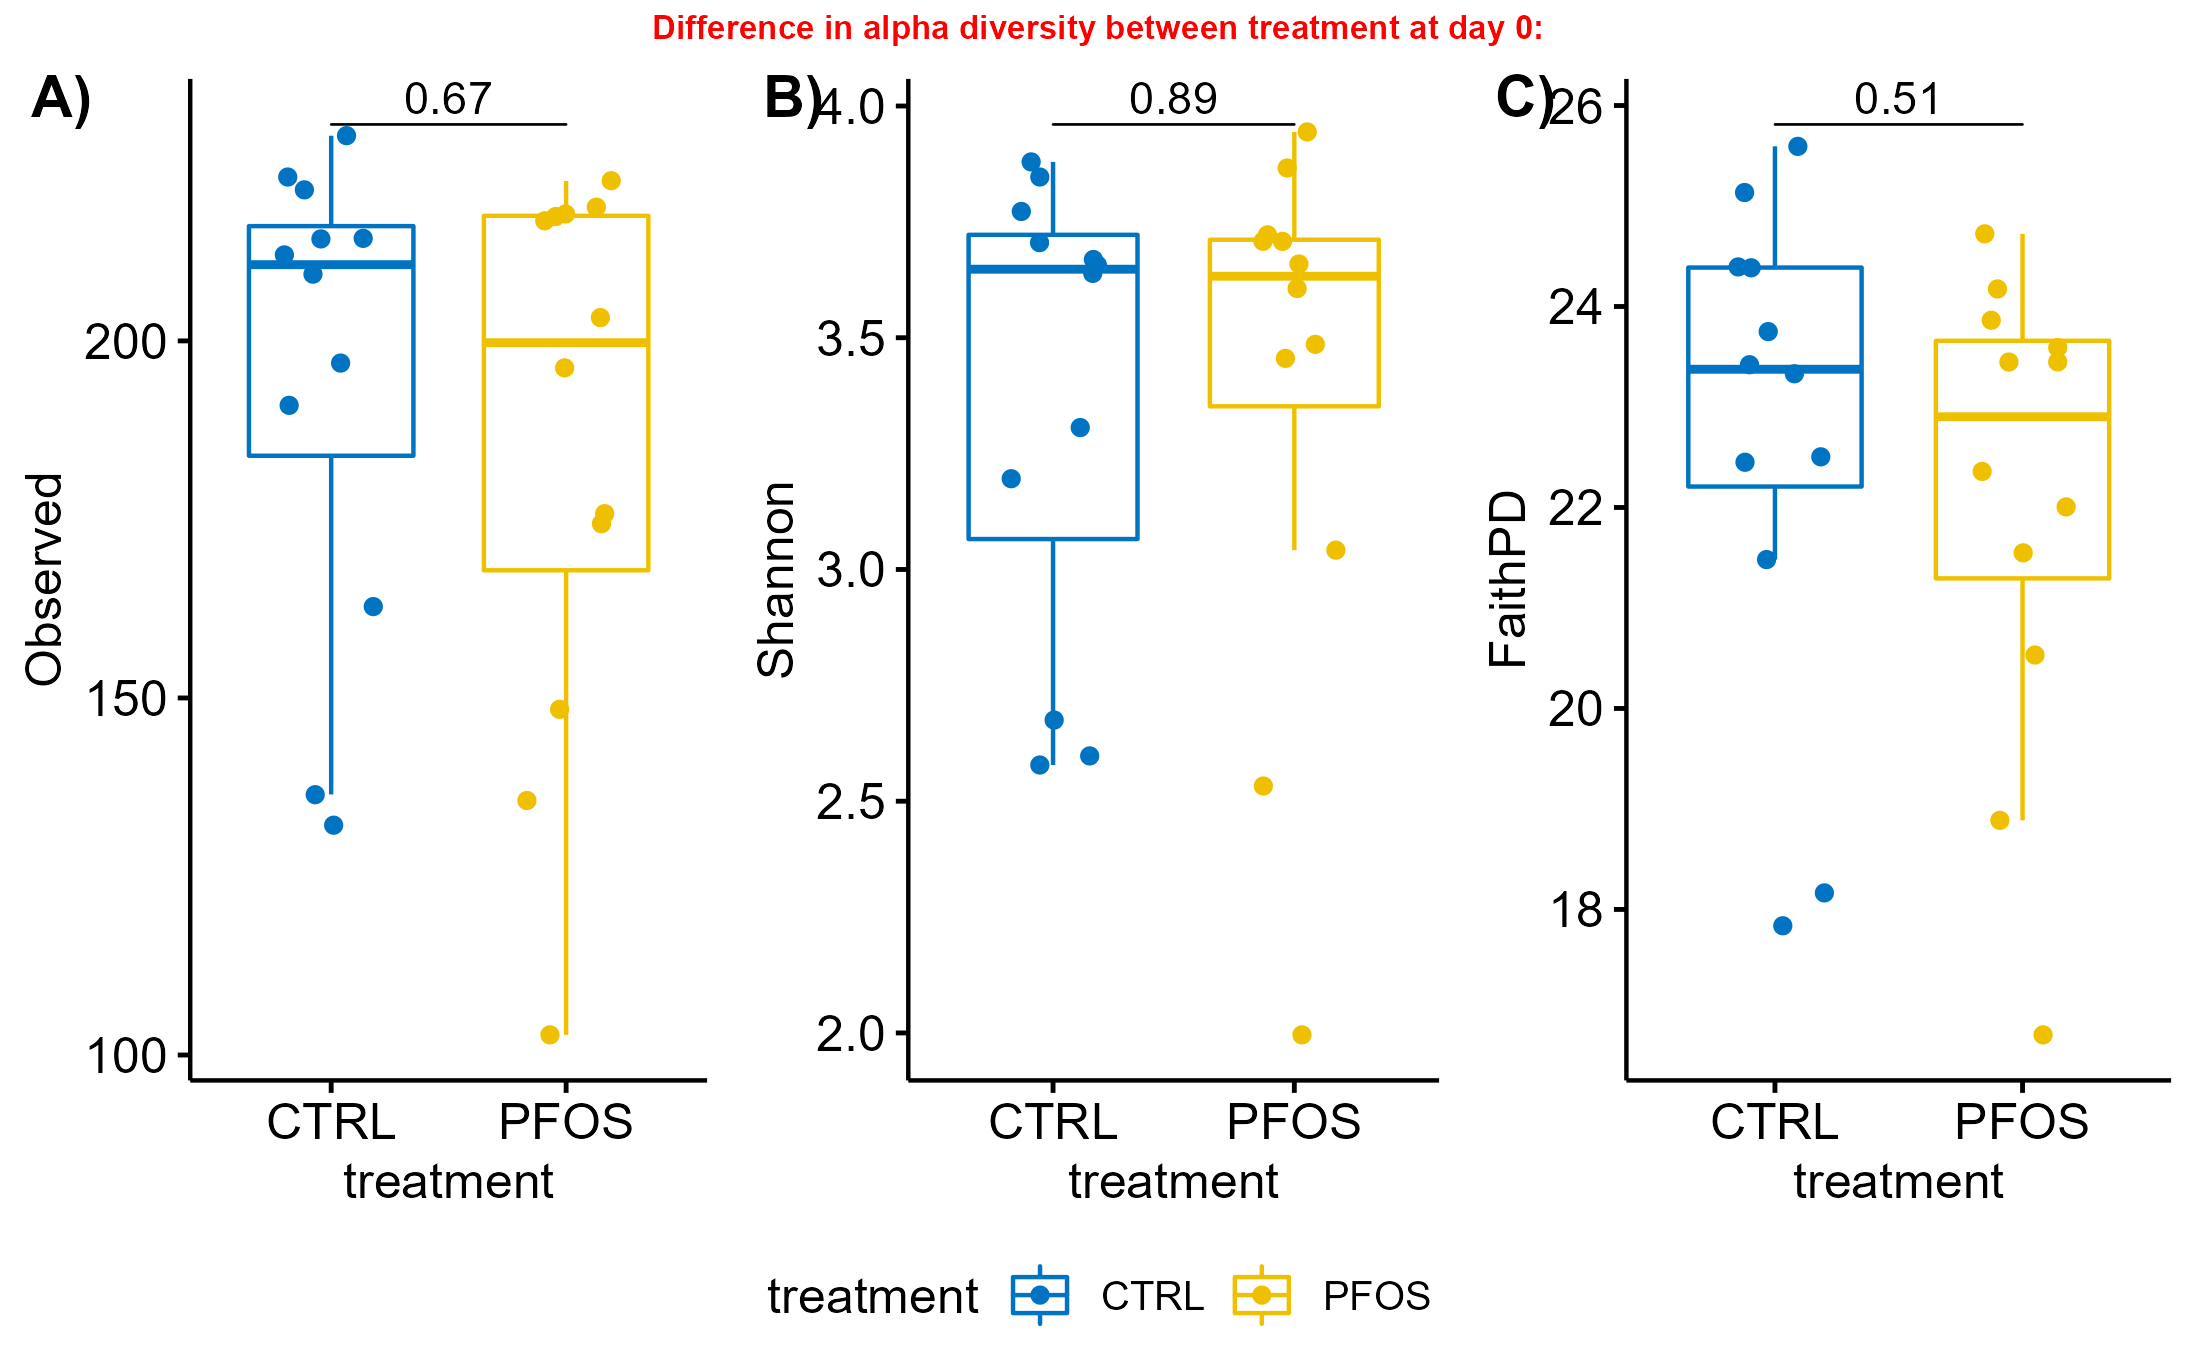 Difference in alpha diversity between treatment at day 0:
A)
0.67
Observed
200
150
100
CTRL PFOS
treatment
B)
0.89
Shannon
4.0
3.5
3.0
2.5
2.0
CTRL PFOS
treatment
C)
0.51
FaithPD
26
24
22
20
18
CTRL PFOS
treatment
treatment CTRL PFOS